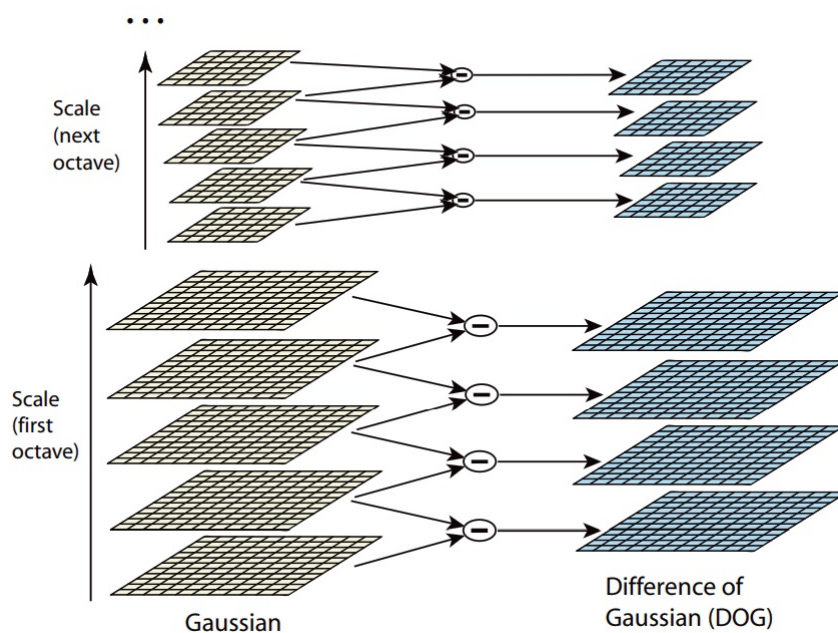 ...
Scale
(next
octave)
Scale
(first
octave)
Gaussian
Difference of
Gaussian (DOG)